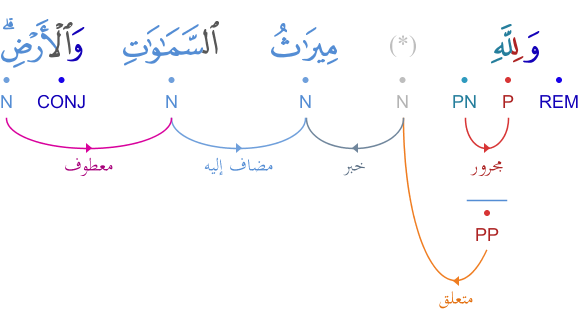 وَلِلَّهِ (*) مِيرَٰثُ ٱلسَّمَـٰوَٰتِ وَٱلْأَرْضِ ۗ
REM P PN N N N CONJ N
مجرور خبر مضاف إليه معطوف
PP
متعلق